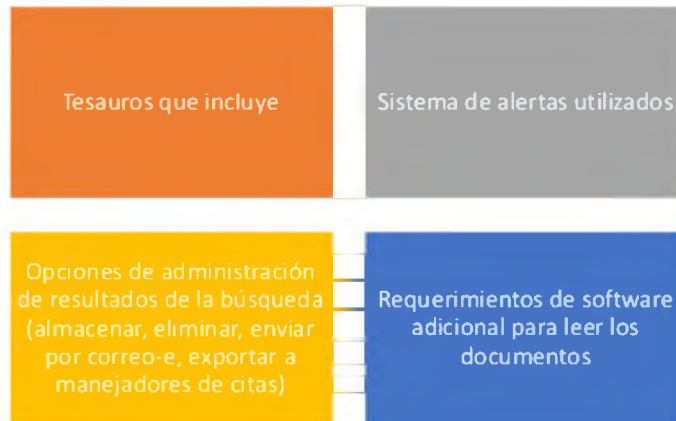 Tesauros que incluye
Sistema de alertas utilizados
Opciones de administración
de resultados de la búsqueda
(almacenar, eliminar, enviar
por correo-e, exportar a
manejadores de citas)
Requerimientos de software
adicional para leer los
documentos